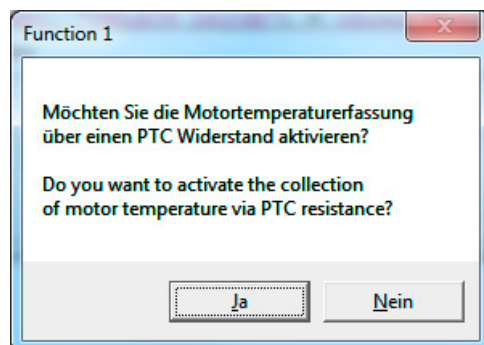 Function 1
Möchten Sie die Motortemperaturerfassung
über einen PTC Widerstand aktivieren?
Do you want to activate the collection
of motor temperature via PTC resistance?
Ja
Nein